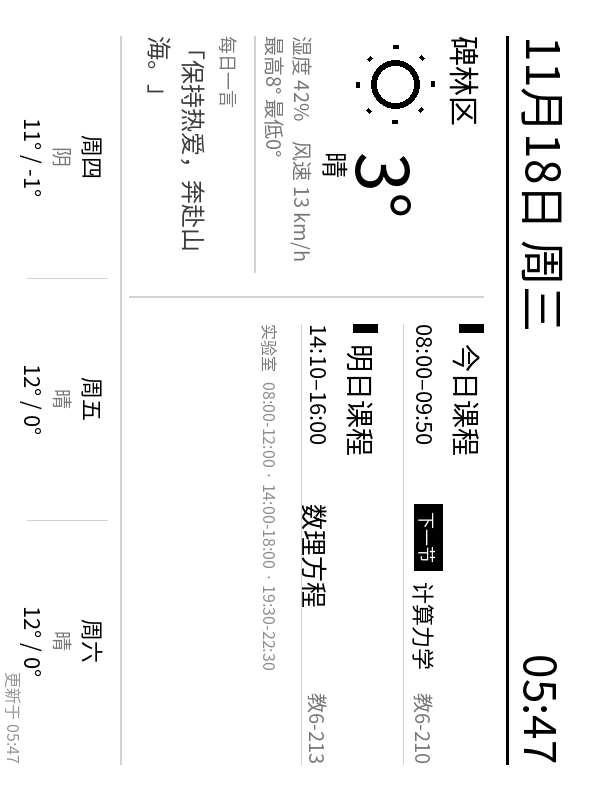 11月18日 周三
05:47
碑林区
3°
晴
湿度 42% 风速 13 km/h
最高8° 最低0°
每日一言
「保持热爱，奔赴山
海。」
今日课程
08:00–09:50 下一节 计算力学 教6-210
明日课程
14:10–16:00 数理方程 教6-213
实验室 08:00-12:00 · 14:00-18:00 · 19:30-22:30
周四
阴
11° / -1°
周五
晴
12° / 0°
周六
晴
12° / 0°
更新于 05:47